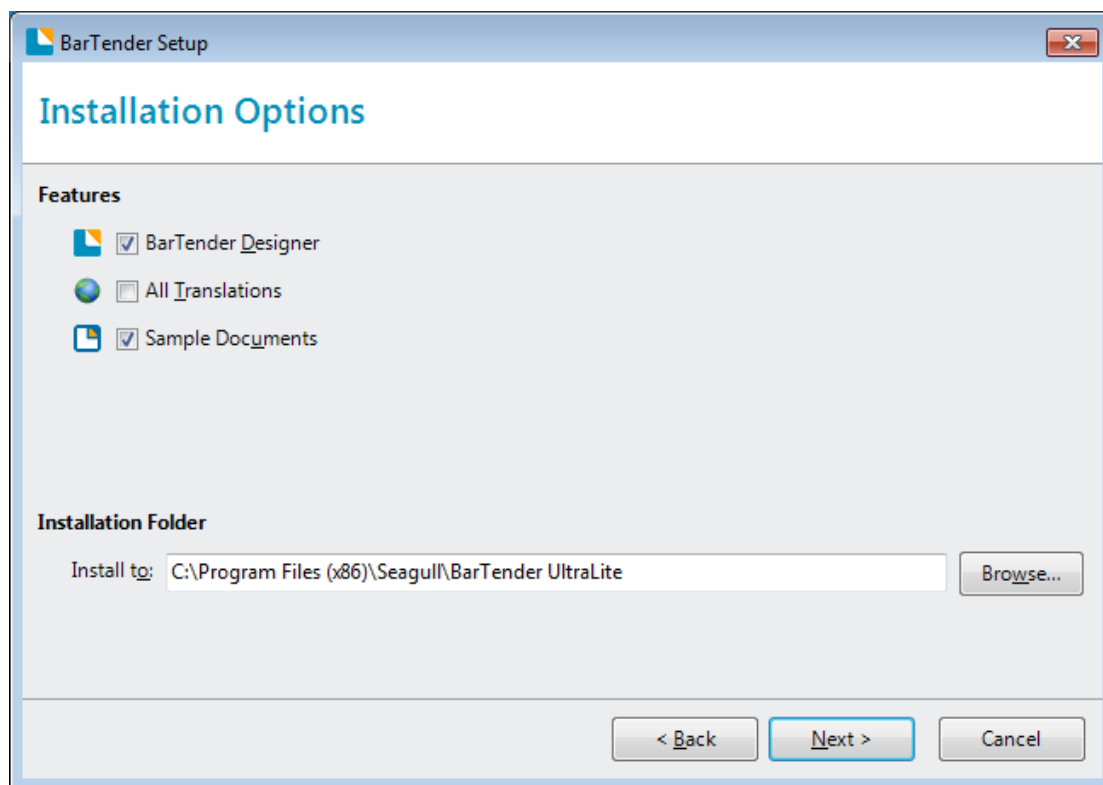 BarTender Setup
Installation Options
Features
BarTender Designer
All Translations
Sample Documents
Installation Folder
Install to: C:\Program Files (x86)\Seagull\BarTender UltraLite Browse...
< Back Next > Cancel